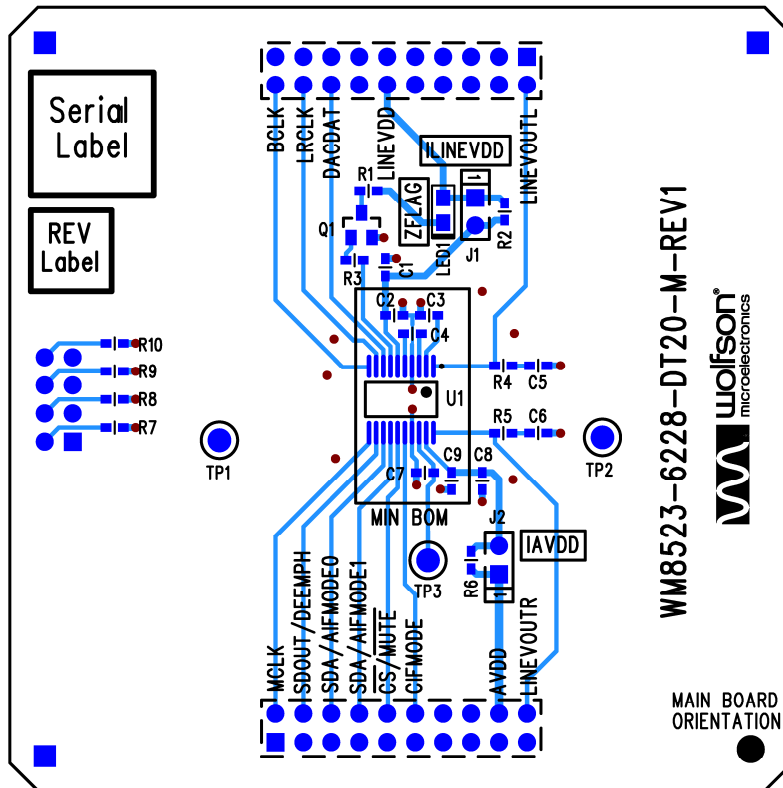 Serial
Label
REV
Label
BCLK
LRCLK
DACDAT
LINEVDD
LINEVOUTL
ILINEVDD
R1
ZFLAG
1
Q1
LED1
J1
R2
R3
C1
C2
C3
C4
R10
R9
R8
R7
U1
R4
C5
R5
C6
TP1
TP2
C7
C9
C8
MIN BOM
J2
IAVDD
R6
1
TP3
MCLK
SDOUT/DEEMPH
SDA/AIFMODE0
SDA/AIFMODE1
CS/MUTE
CIFMODE
AVDD
LINEVOUTR
WM8523-6228-DT20-M-REV1
wolfson®
microelectronics
MAIN BOARD
ORIENTATION